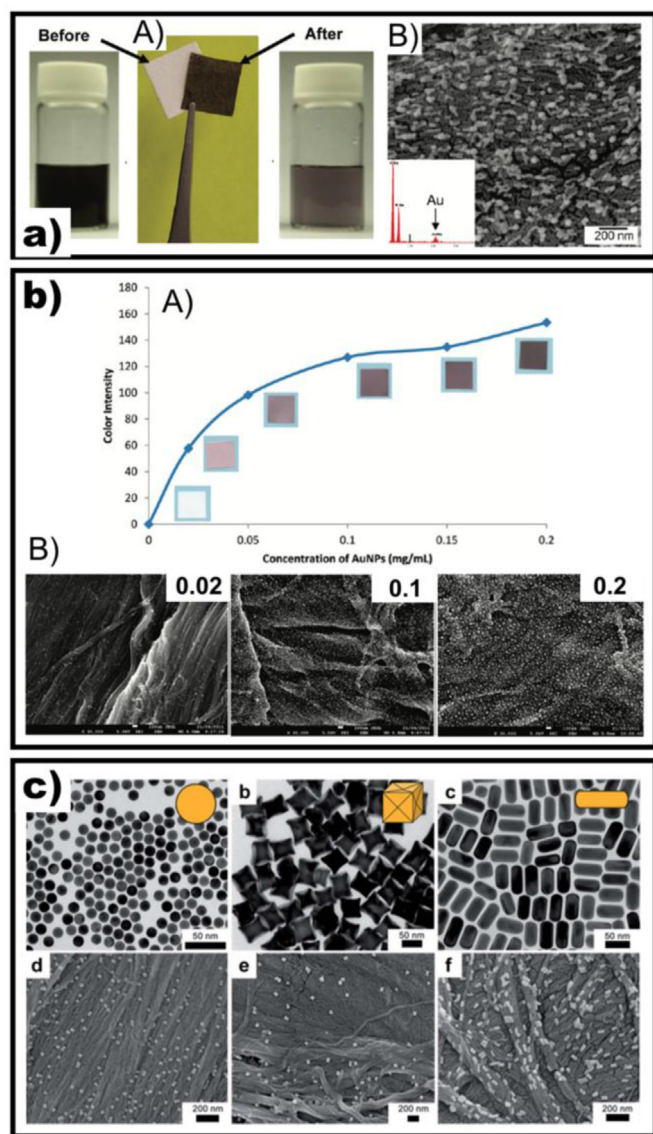 Before
A)
After
B)
Au
200 nm
a)
b)
A)
180
160
140
120
100
80
60
40
20
0
Color Intensity
0
0.05
0.1
0.15
0.2
Concentration of AuNPs (mg/mL)
B)
0.02
0.1
0.2
c)
b
c
50 nm
50 nm
50 nm
d
e
f
200 nm
200 nm
200 nm